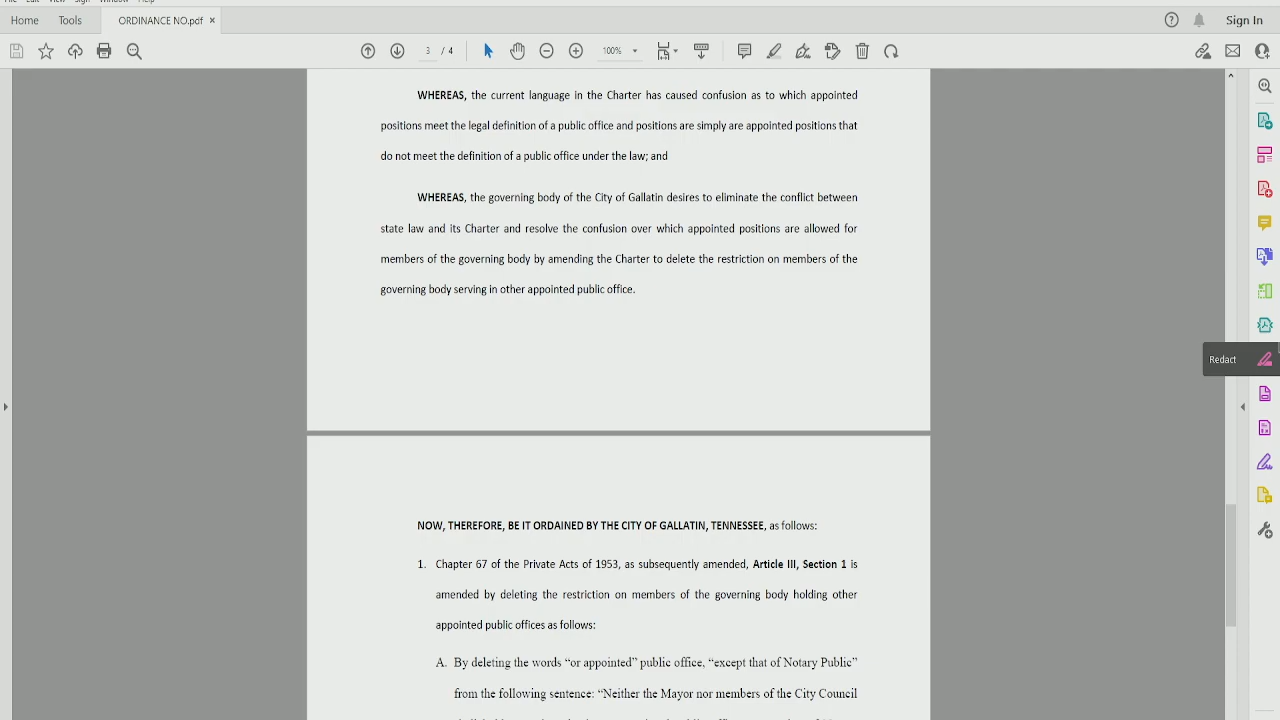 Edit View Sign Window Help
Home Tools ORDINANCE NO.pdf × Sign In
3 / 4 100%
WHEREAS, the current language in the Charter has caused confusion as to which appointed
positions meet the legal definition of a public office and positions are simply are appointed positions that
do not meet the definition of a public office under the law; and
WHEREAS, the governing body of the City of Gallatin desires to eliminate the conflict between
state law and its Charter and resolve the confusion over which appointed positions are allowed for
members of the governing body by amending the Charter to delete the restriction on members of the
governing body serving in other appointed public office.
Redact
NOW, THEREFORE, BE IT ORDAINED BY THE CITY OF GALLATIN, TENNESSEE, as follows:
1. Chapter 67 of the Private Acts of 1953, as subsequently amended, Article III, Section 1 is
amended by deleting the restriction on members of the governing body holding other
appointed public offices as follows:
A. By deleting the words “or appointed” public office, “except that of Notary Public”
from the following sentence: “Neither the Mayor nor members of the City Council